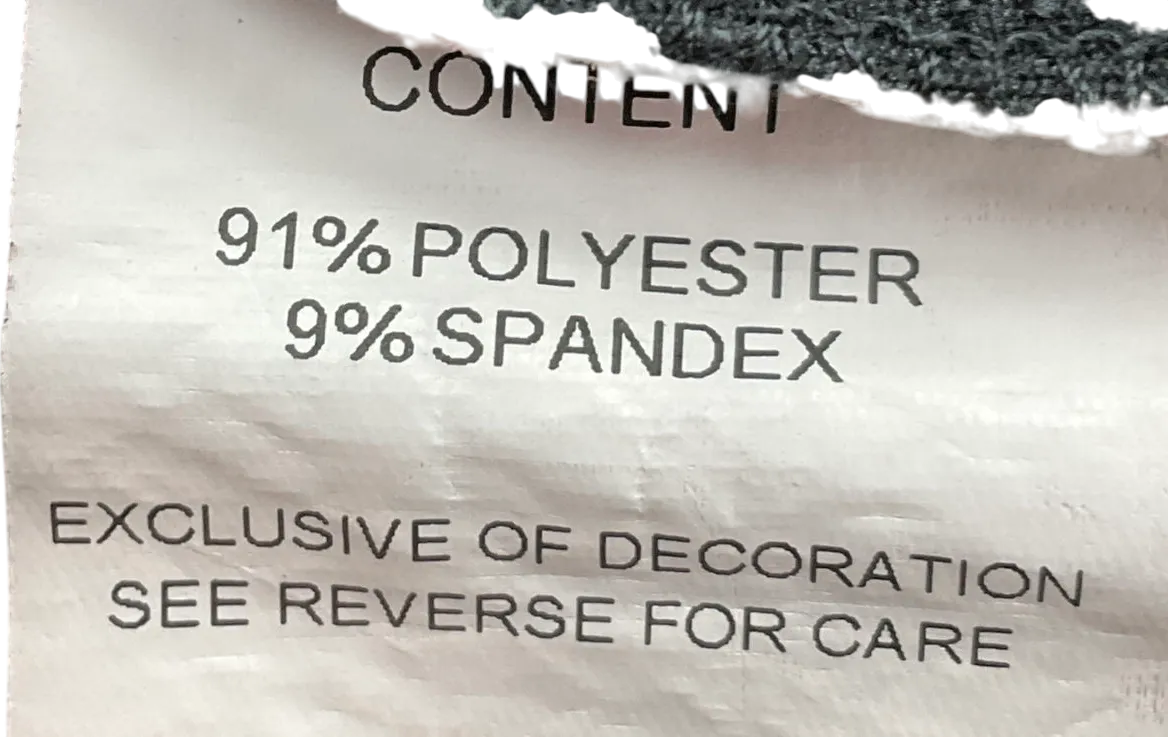 CONTENT
91% POLYESTER
9% SPANDEX
EXCLUSIVE OF DECORATION
SEE REVERSE FOR CARE